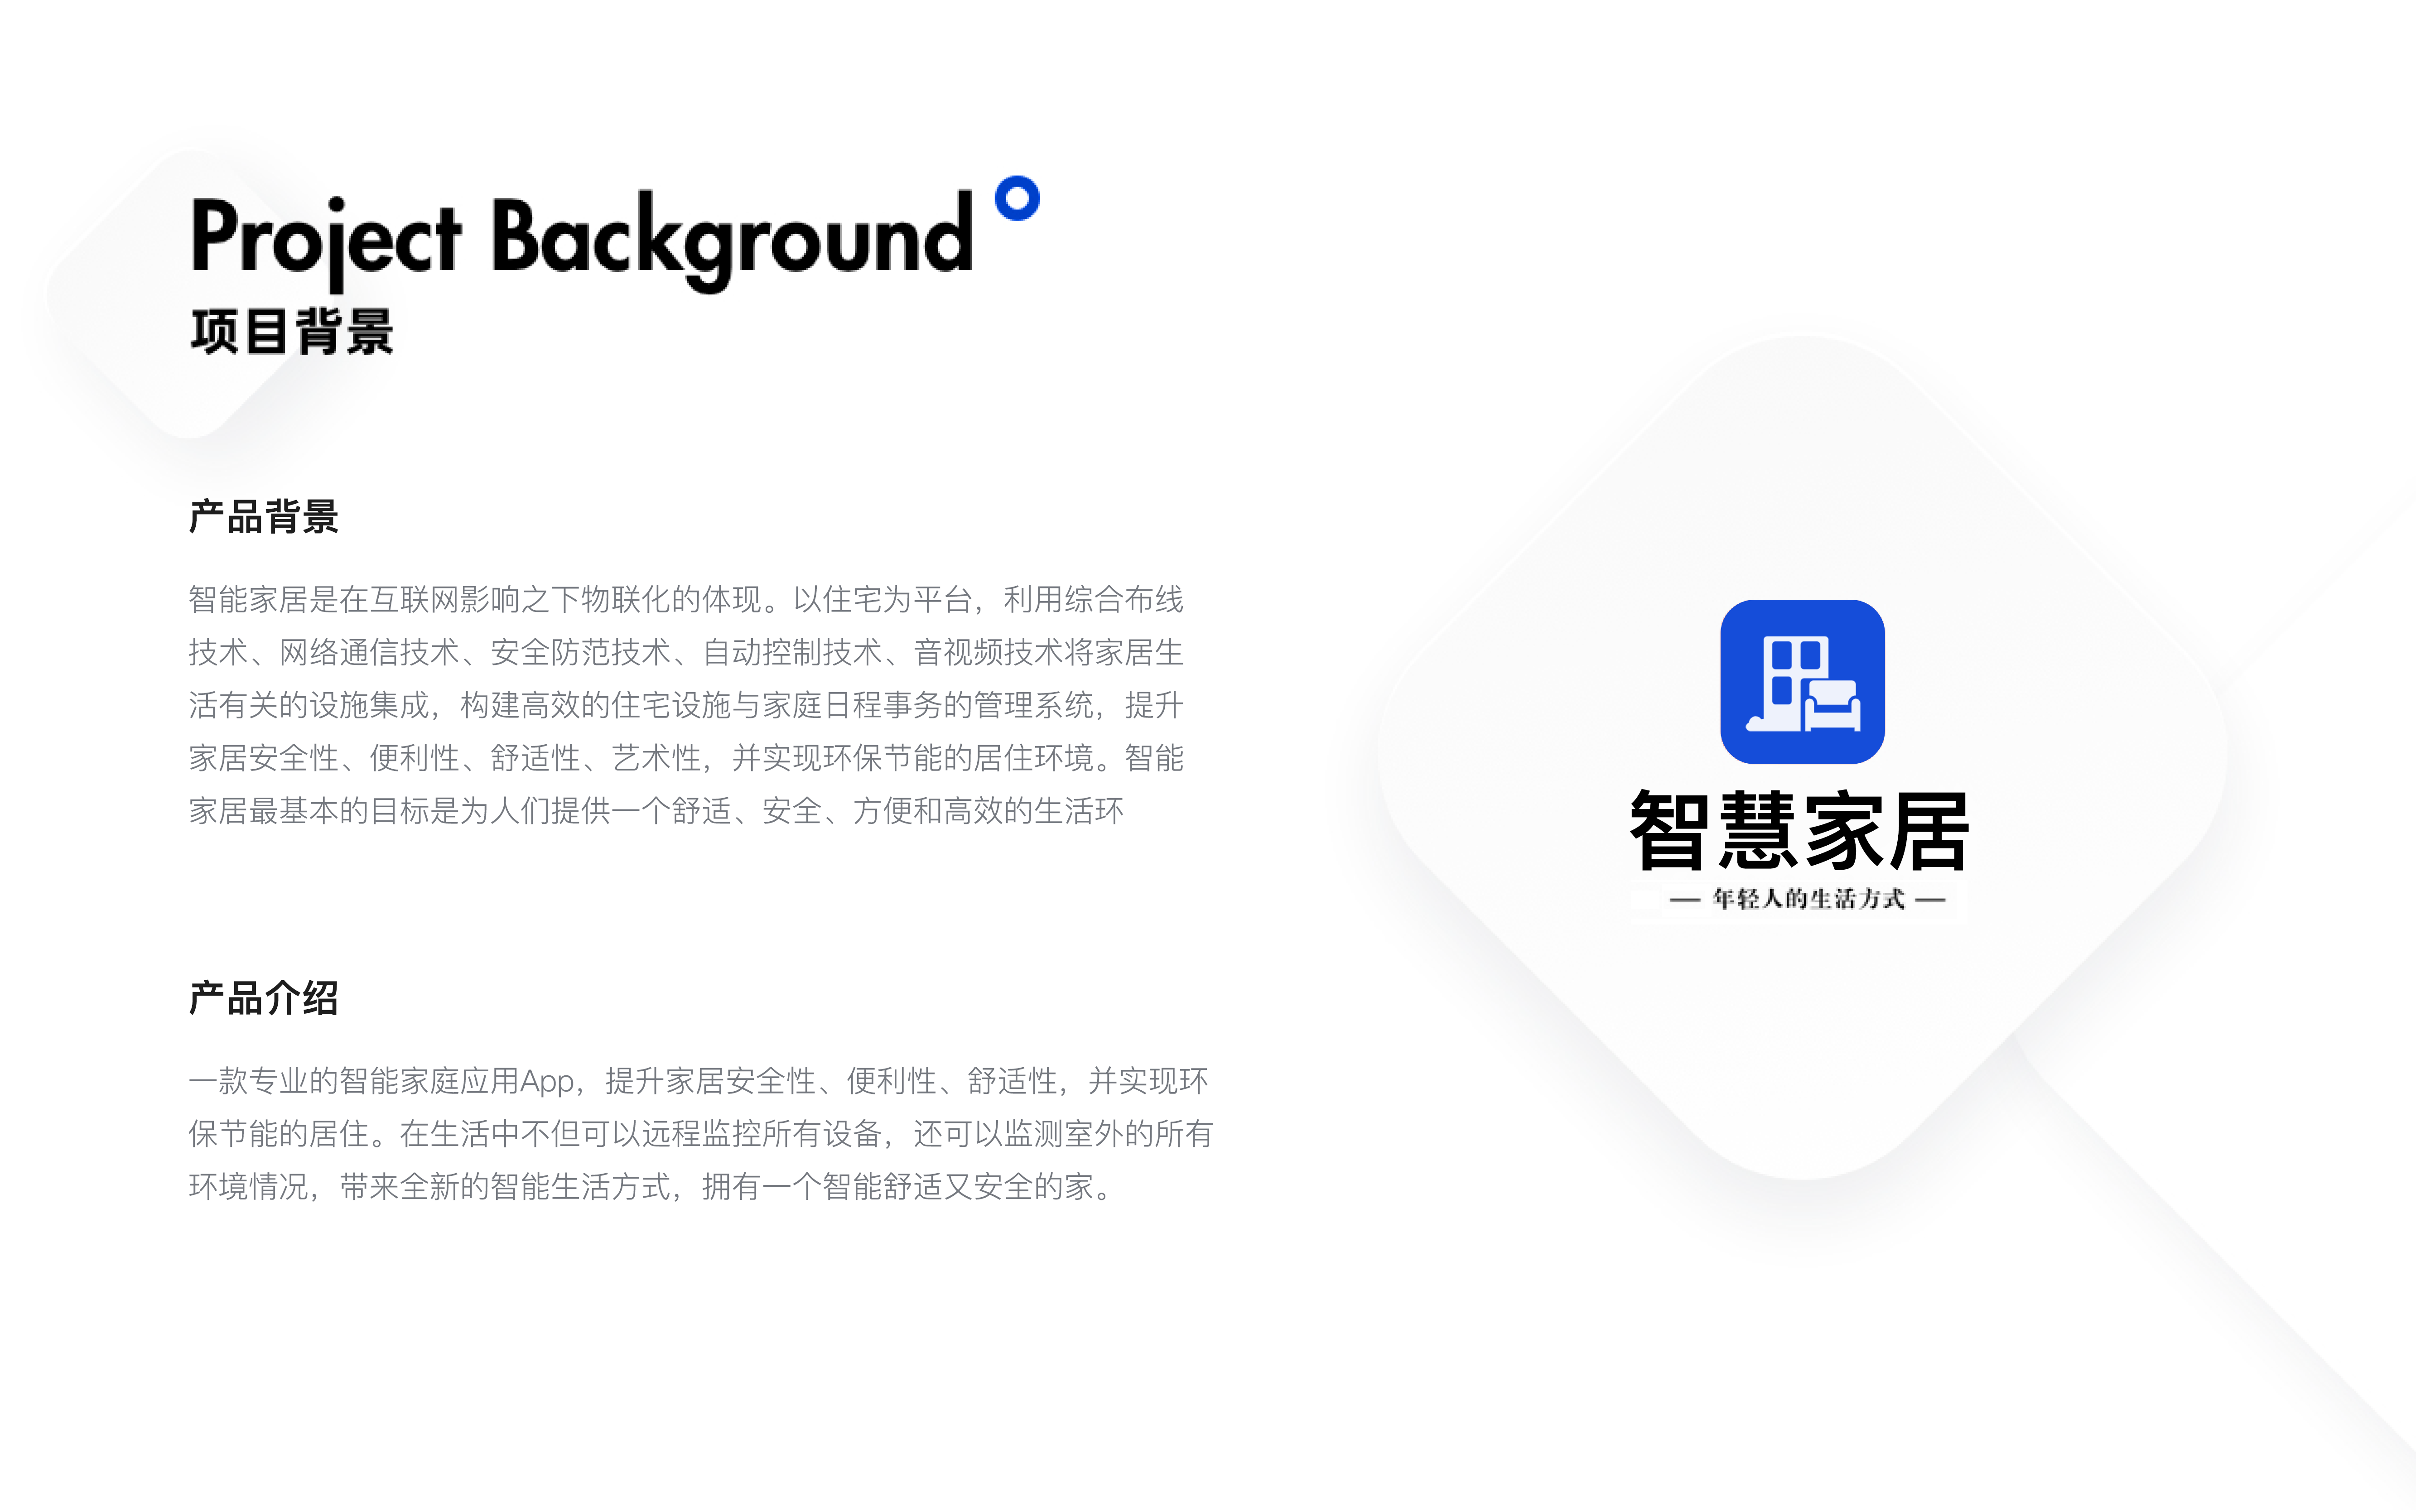 Project Background
项目背景
产品背景
智能家居是在互联网影响之下物联化的体现。以住宅为平台，利用综合布线
技术、网络通信技术、安全防范技术、自动控制技术、音视频技术将家居生
活有关的设施集成，构建高效的住宅设施与家庭日程事务的管理系统，提升
家居安全性、便利性、舒适性、艺术性，并实现环保节能的居住环境。智能
家居最基本的目标是为人们提供一个舒适、安全、方便和高效的生活环
产品介绍
一款专业的智能家庭应用App，提升家居安全性、便利性、舒适性，并实现环
保节能的居住。在生活中不但可以远程监控所有设备，还可以监测室外的所有
环境情况，带来全新的智能生活方式，拥有一个智能舒适又安全的家。
智慧家居
— 年轻人的生活方式 —